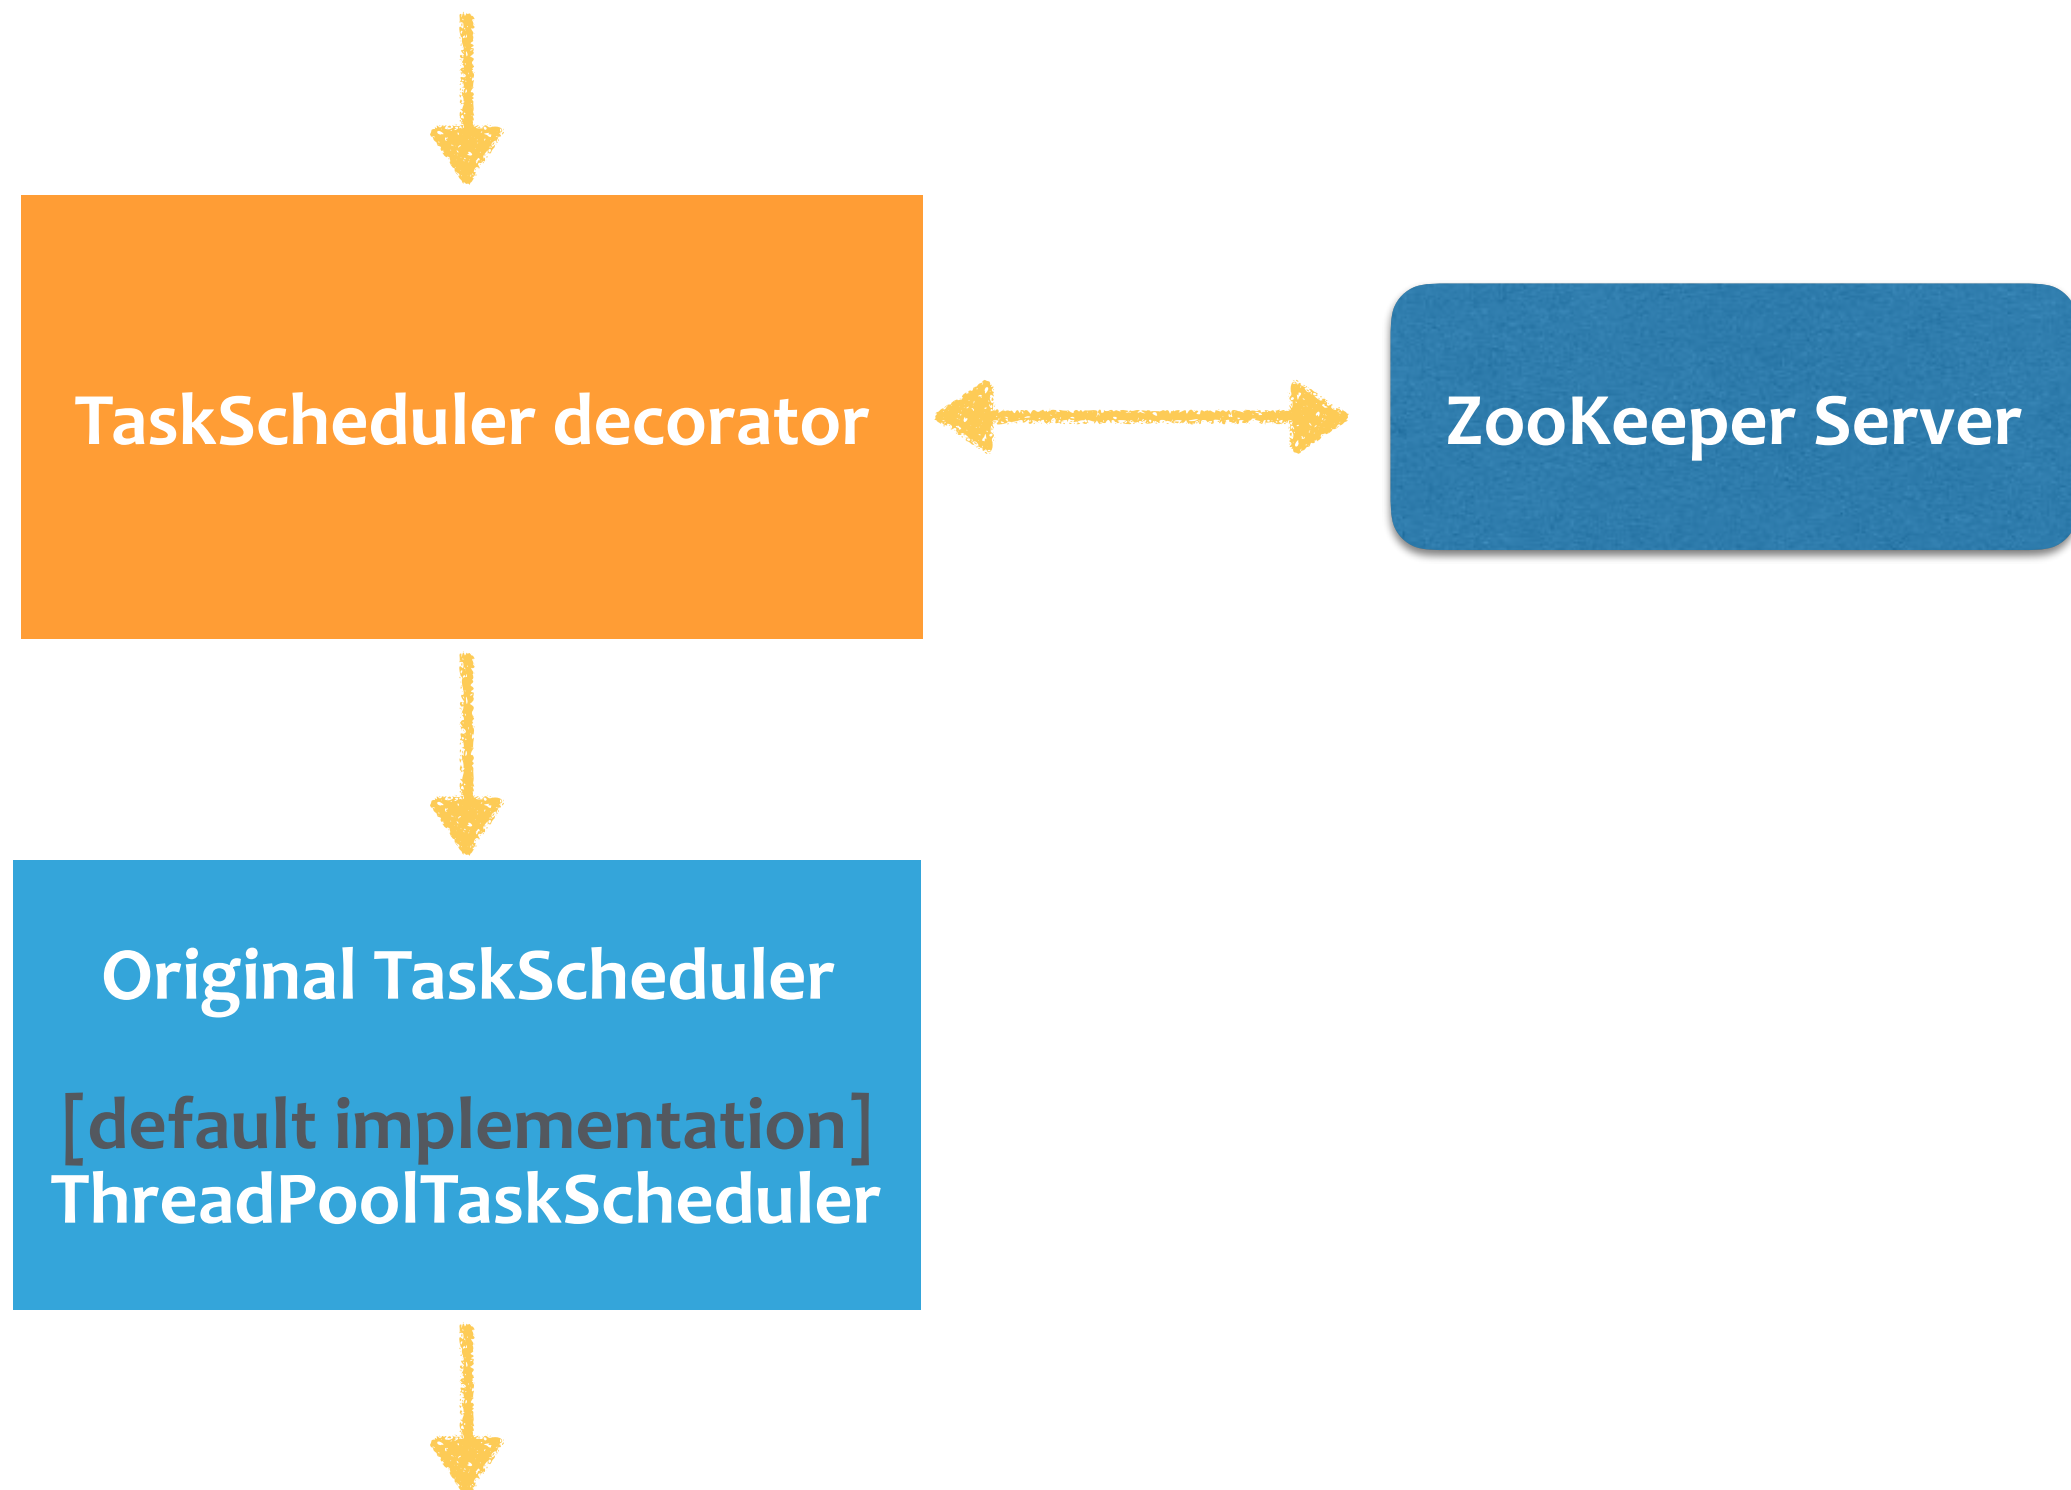 TaskScheduler decorator
ZooKeeper Server
Original TaskScheduler
[default implementation]
ThreadPoolTaskScheduler